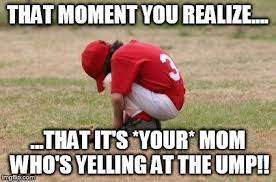 THAT MOMENT YOU REALIZE....
3
...THAT IT'S *YOUR* MOM
WHO'S YELLING AT THE UMP!!
imgflip.com